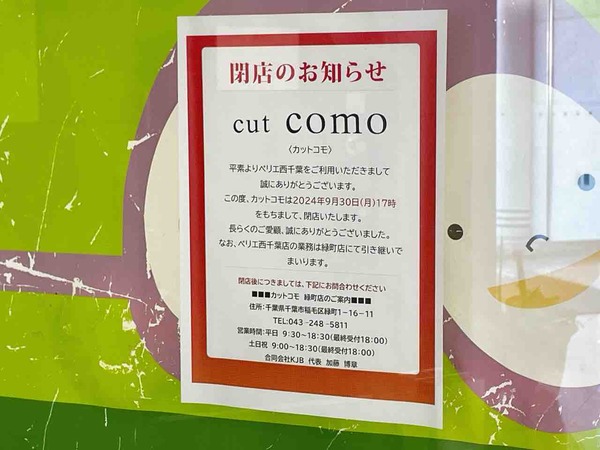 閉店のお知らせ
cut como
〈カットコモ〉
平素よりペリエ西千葉をご利用いただきまして
誠にありがとうございます。
この度、カットコモは2024年9月30日(月)17時
をもちまして、閉店いたします。
長らくのご愛顧、誠にありがとうございました。
なお、ペリエ西千葉店の業務は緑町店にて引き継いで
まいります。
閉店後につきましては、下記にお問合わせください
■■■カットコモ 緑町店のご案内■■■
住所:千葉県千葉市稲毛区緑町1-16-11
TEL:043-248-5811
営業時間:平日 9:30~18:30(最終受付18:00)
土日祝 9:00~18:30(最終受付18:00)
合同会社KJB 代表 加藤 博章